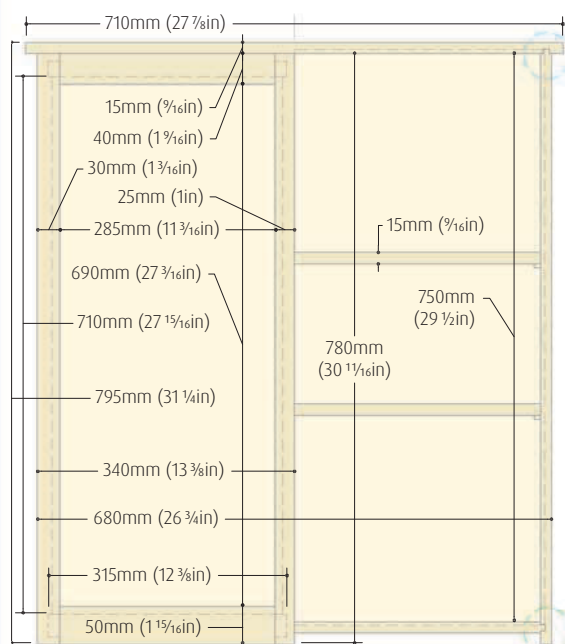 710mm (27 ⅞in)
15mm (⁹⁄₁₆in)
40mm (1 ⁹⁄₁₆in)
30mm (1 ³⁄₁₆in)
25mm (1in)
285mm (11 ³⁄₁₆in)
15mm (⁹⁄₁₆in)
690mm (27 ³⁄₁₆in)
750mm
(29 ½in)
710mm (27 ¹⁵⁄₁₆in)
780mm
(30 ¹¹⁄₁₆in)
795mm (31 ¼in)
340mm (13 ⅜in)
680mm (26 ¾in)
315mm (12 ⅜in)
50mm (1 ¹⁵⁄₁₆in)